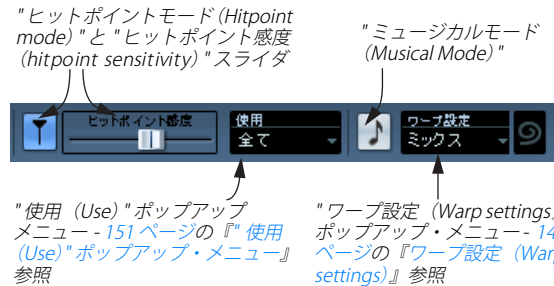 "ヒットポイントモード（Hitpoint
mode）"と"ヒットポイント感度
（hitpoint sensitivity）"スライダ
"ミュージカルモード
（Musical Mode）"
ヒットポイント感度
使用
全て
ワープ設定
ミックス
"使用（Use）"ポップアップ
メニュー - 151 ページの『"使用
（Use）"ポップアップ・メニュー』
参照
"ワープ設定（Warp settings）
ポップアップ・メニュー - 14
ページの『ワープ設定（Warp
settings）』参照